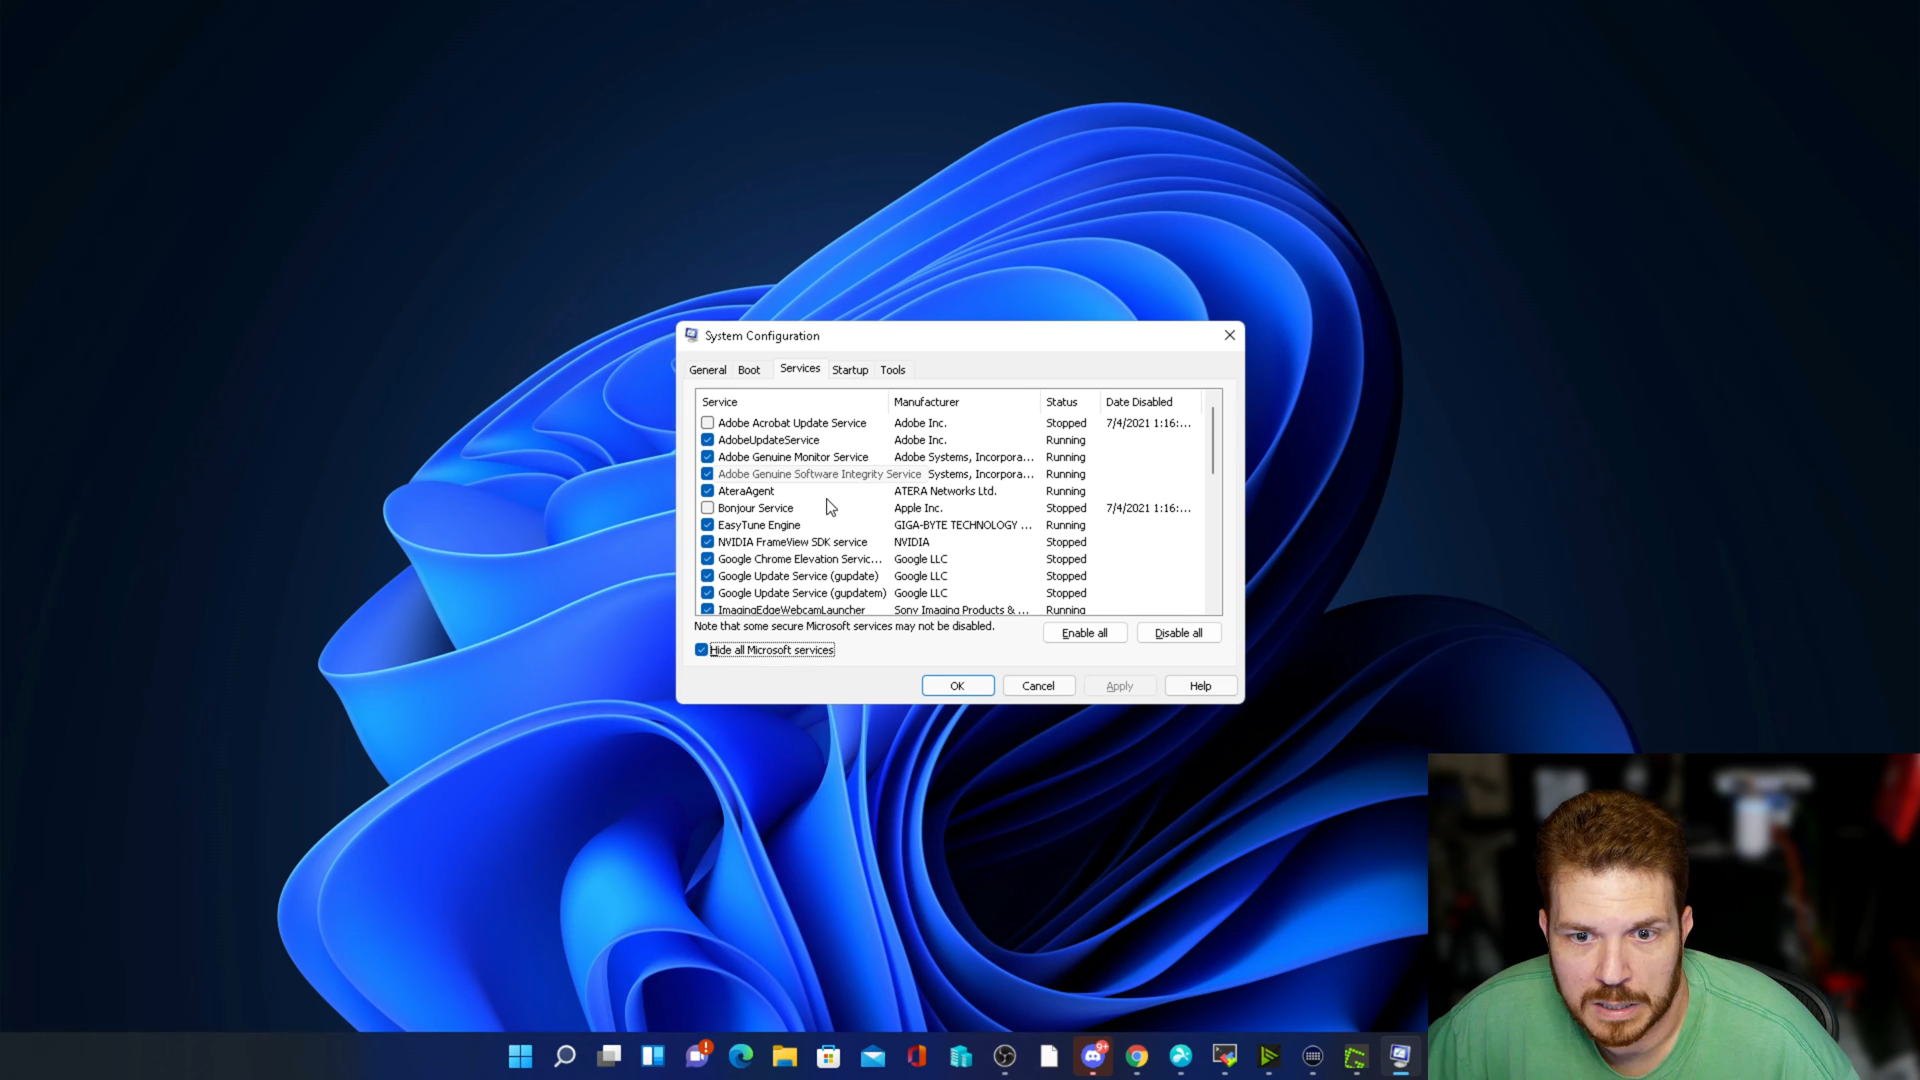 System Configuration
General Boot Services Startup Tools
Service Manufacturer Status Date Disabled
Adobe Acrobat Update Service Adobe Inc. Stopped 7/4/2021 1:16:...
AdobeUpdateService Adobe Inc. Running
Adobe Genuine Monitor Service Adobe Systems, Incorpora... Running
Adobe Genuine Software Integrity Service Systems, Incorpora... Running
AteraAgent ATERA Networks Ltd. Running
Bonjour Service Apple Inc. Stopped 7/4/2021 1:16:...
EasyTune Engine GIGA-BYTE TECHNOLOGY ... Running
NVIDIA FrameView SDK service NVIDIA Stopped
Google Chrome Elevation Servic... Google LLC Stopped
Google Update Service (gupdate) Google LLC Stopped
Google Update Service (gupdatem) Google LLC Stopped
ImagingEdgeWebcamLauncher Sony Imaging Products & ... Running
Note that some secure Microsoft services may not be disabled.
Enable all Disable all
Hide all Microsoft services
OK Cancel Apply Help
9+